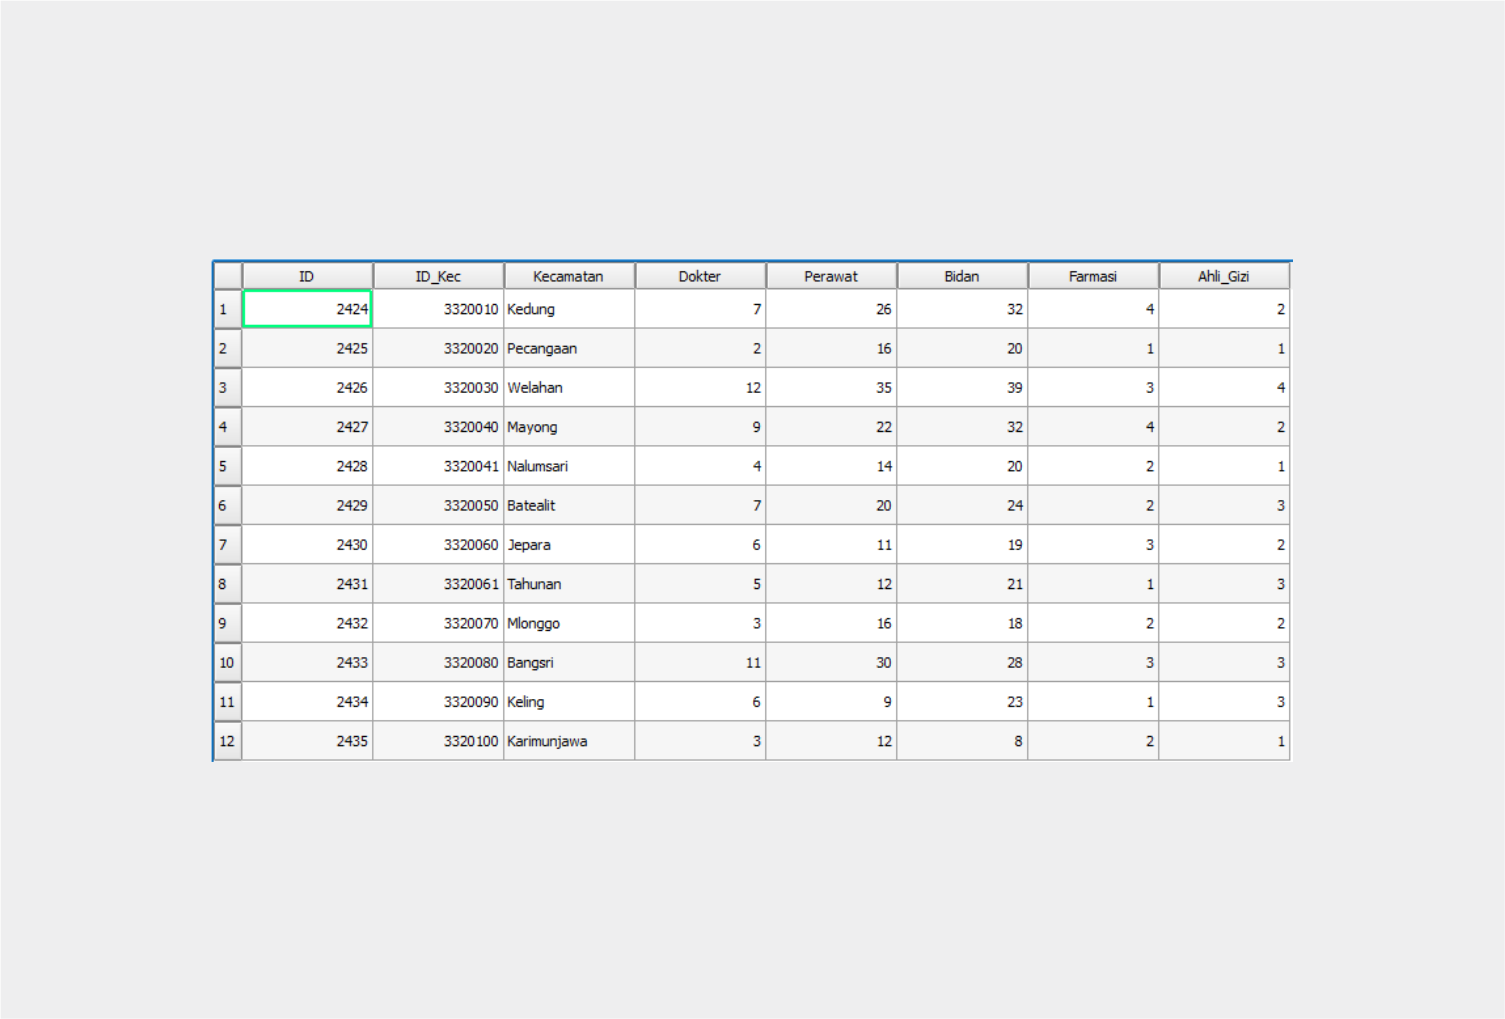 ID ID_Kec Kecamatan Dokter Perawat Bidan Farmasi Ahli_Gizi
1 2424 3320010 Kedung 7 26 32 4 2
2 2425 3320020 Pecangaan 2 16 20 1 1
3 2426 3320030 Welahan 12 35 39 3 4
4 2427 3320040 Mayong 9 22 32 4 2
5 2428 3320041 Nalumsari 4 14 20 2 1
6 2429 3320050 Batealit 7 20 24 2 3
7 2430 3320060 Jepara 6 11 19 3 2
8 2431 3320061 Tahunan 5 12 21 1 3
9 2432 3320070 Mlonggo 3 16 18 2 2
10 2433 3320080 Bangsri 11 30 28 3 3
11 2434 3320090 Keling 6 9 23 1 3
12 2435 3320100 Karimunjawa 3 12 8 2 1